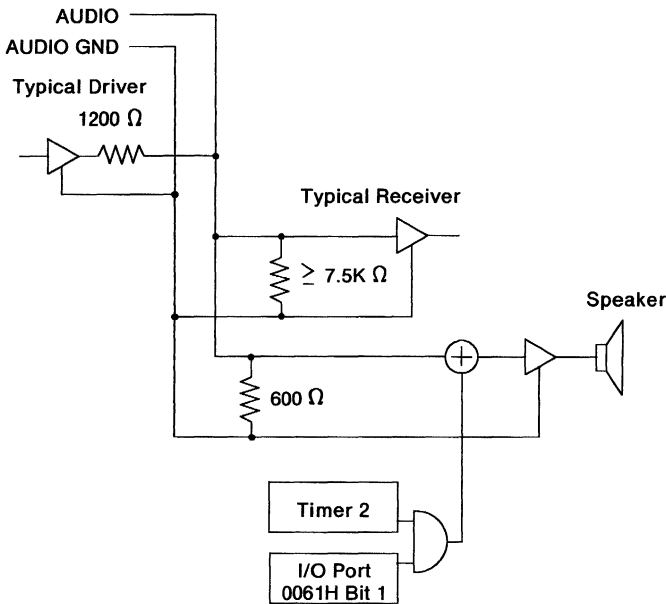 AUDIO
AUDIO GND
Typical Driver
1200 Ω
Typical Receiver
≥ 7.5K Ω
Speaker
+
600 Ω
Timer 2
I/O Port
0061H Bit 1